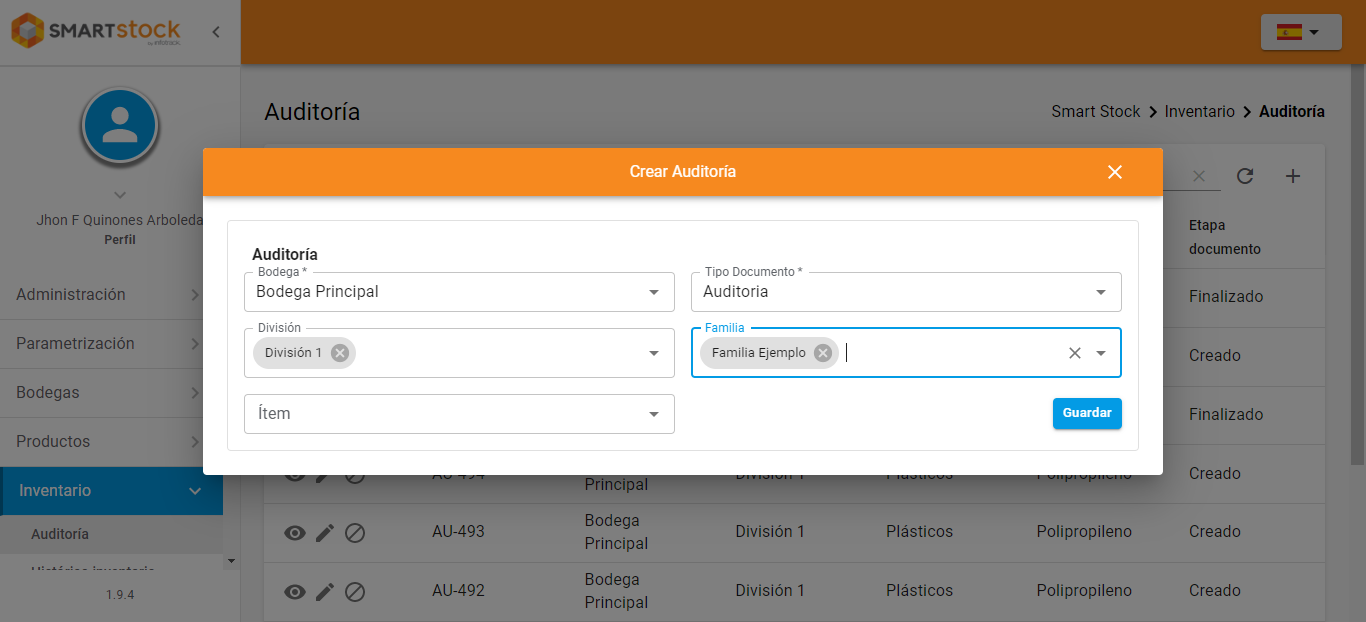 SMARTstock
Auditoría
Smart Stock Inventario Auditoría
Jhon F Quinones Arboleda
Perfil
Administración
Parametrización
Bodegas
Productos
Inventario
Auditoría
1.9.4
Crear Auditoría
Auditoría
Bodega *
Bodega Principal
Tipo Documento *
Auditoria
División
División 1
Familia
Familia Ejemplo
Ítem
Guardar
Etapa
documento
Finalizado
Creado
Finalizado
AU-494 Principal División 1 Plásticos Polipropileno Creado
AU-493 Bodega Principal División 1 Plásticos Polipropileno Creado
AU-492 Bodega Principal División 1 Plásticos Polipropileno Creado